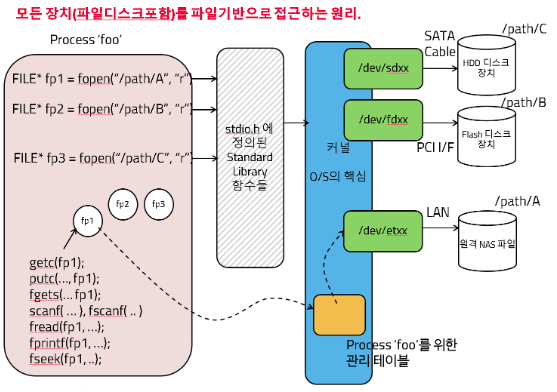 모든 장치(파일디스크포함)를 파일기반으로 접근하는 원리.
Process 'foo'
FILE* fp1 = fopen("/path/A", "r")
FILE* fp2 = fopen("/path/B", "r")
FILE* fp3 = fopen("/path/C", "r")
fp1
fp2
fp3
getc(fp1);
putc(..., fp1);
fgets(... fp1);
scanf( ... ), fscanf( .. )
fread(fp1, ...);
fprintf(fp1, ...);
fseek(fp1, ..);
stdio.h 에
정의된
Standard
Library
함수들
커널
O/S의 핵심
/dev/sdxx
/dev/fdxx
/dev/etxx
Process 'foo'를 위한
관리 테이블
SATA
Cable
PCI I/F
LAN
/path/C
HDD 디스크
장치
/path/B
Flash 디스크
장치
/path/A
원격 NAS 파일